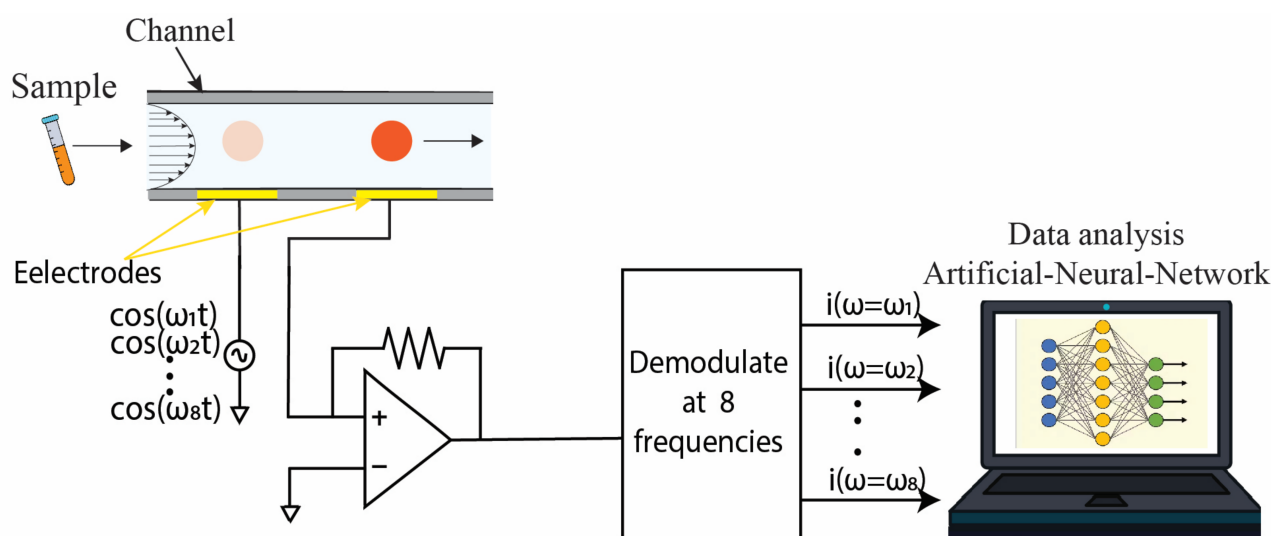 Channel
Sample
Eelectrodes
cos(ω₁t)
cos(ω₂t)
cos(ω₈t)
+
−
Demodulate
at 8
frequencies
i(ω=ω₁)
i(ω=ω₂)
i(ω=ω₈)
Data analysis
Artificial-Neural-Network